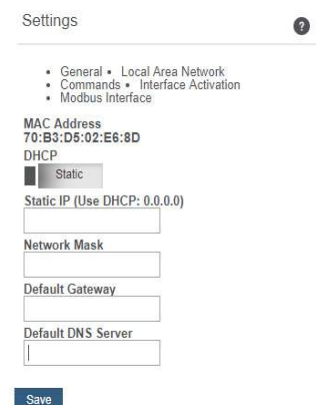 Settings
?
• General • Local Area Network
• Commands • Interface Activation
• Modbus Interface
MAC Address
70:B3:D5:02:E6:8D
DHCP
Static
Static IP (Use DHCP: 0.0.0.0)
Network Mask
Default Gateway
Default DNS Server
Save